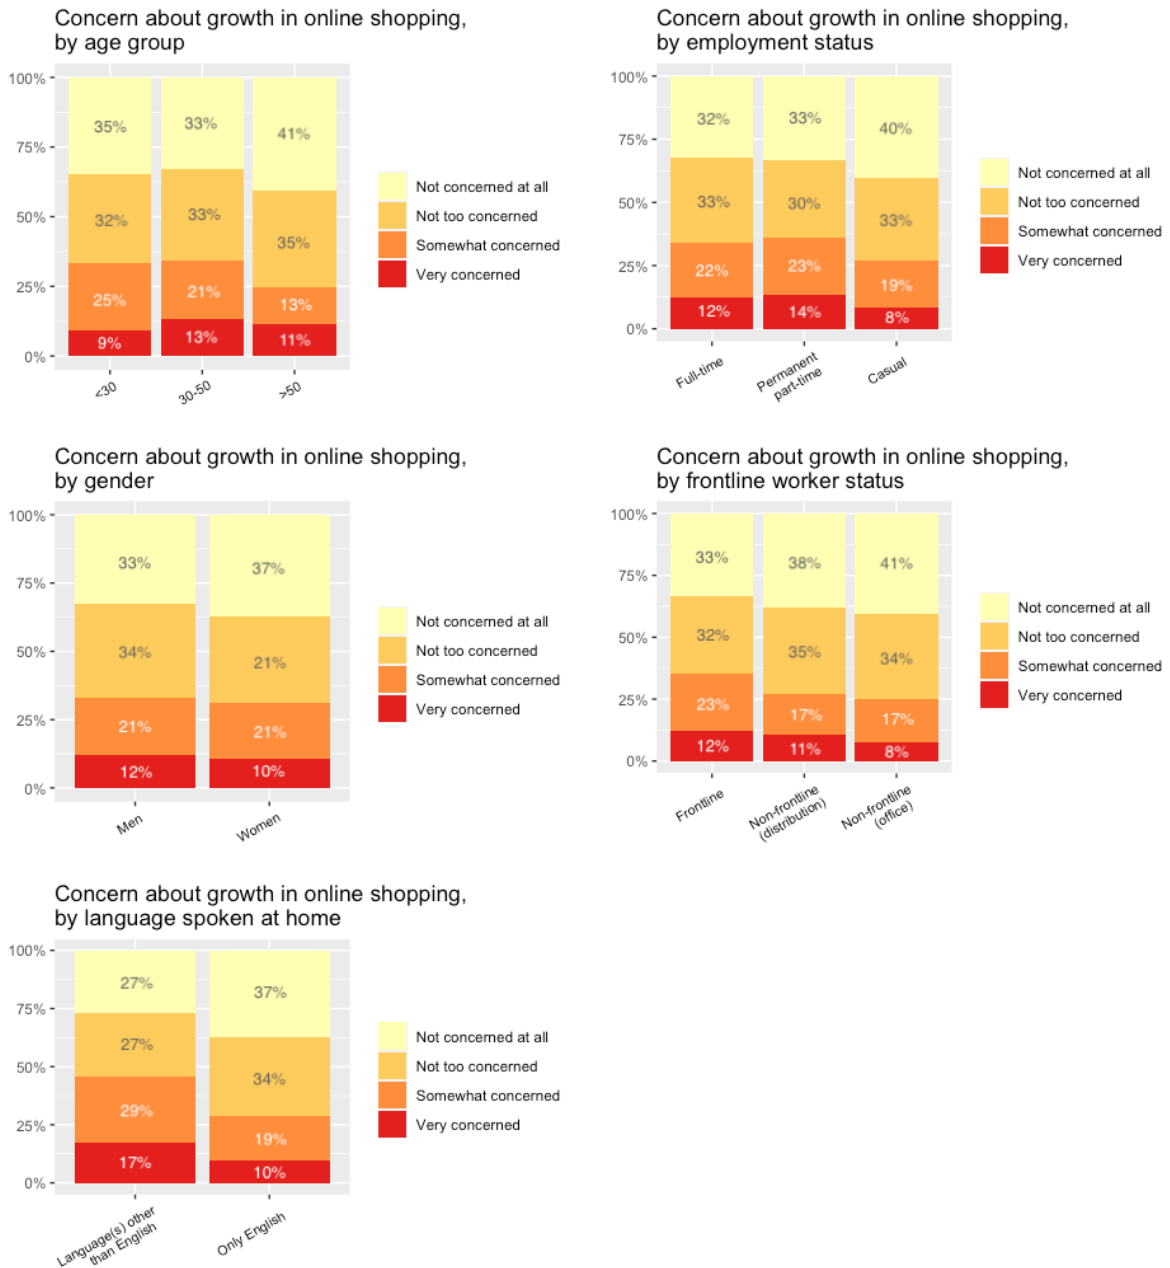 Concern about growth in online shopping,
by age group
100%
75%
50%
25%
0%
35%
33%
41%
32%
33%
35%
25%
21%
13%
9%
13%
11%
<30
30-50
>50
Not concerned at all
Not too concerned
Somewhat concerned
Very concerned
Concern about growth in online shopping,
by employment status
100%
75%
50%
25%
0%
32%
33%
40%
33%
30%
33%
22%
23%
19%
12%
14%
8%
Full-time
Permanent
part-time
Casual
Not concerned at all
Not too concerned
Somewhat concerned
Very concerned
Concern about growth in online shopping,
by gender
100%
75%
50%
25%
0%
33%
37%
34%
21%
21%
21%
12%
10%
Men
Women
Not concerned at all
Not too concerned
Somewhat concerned
Very concerned
Concern about growth in online shopping,
by frontline worker status
100%
75%
50%
25%
0%
33%
38%
41%
32%
35%
34%
23%
17%
17%
12%
11%
8%
Frontline
Non-frontline
(distribution)
Non-frontline
(office)
Not concerned at all
Not too concerned
Somewhat concerned
Very concerned
Concern about growth in online shopping,
by language spoken at home
100%
75%
50%
25%
0%
27%
37%
27%
34%
29%
19%
17%
10%
Language(s) other
than English
Only English
Not concerned at all
Not too concerned
Somewhat concerned
Very concerned